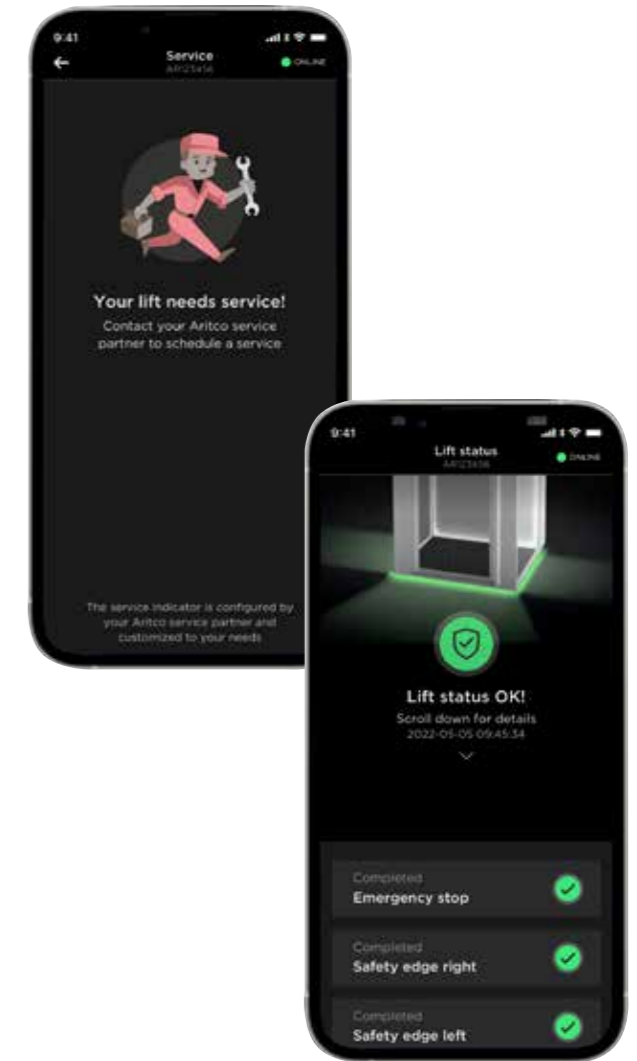 9:41
Service
AR123456
ONLINE
Your lift needs service!
Contact your Aritco service
partner to schedule a service
The service indicator is configured by
your Aritco service partner and
customized to your needs
9:41
Lift status
AR123456
ONLINE
Lift status OK!
Scroll down for details
2022-05-05 09:45:34
Completed
Emergency stop
Completed
Safety edge right
Completed
Safety edge left